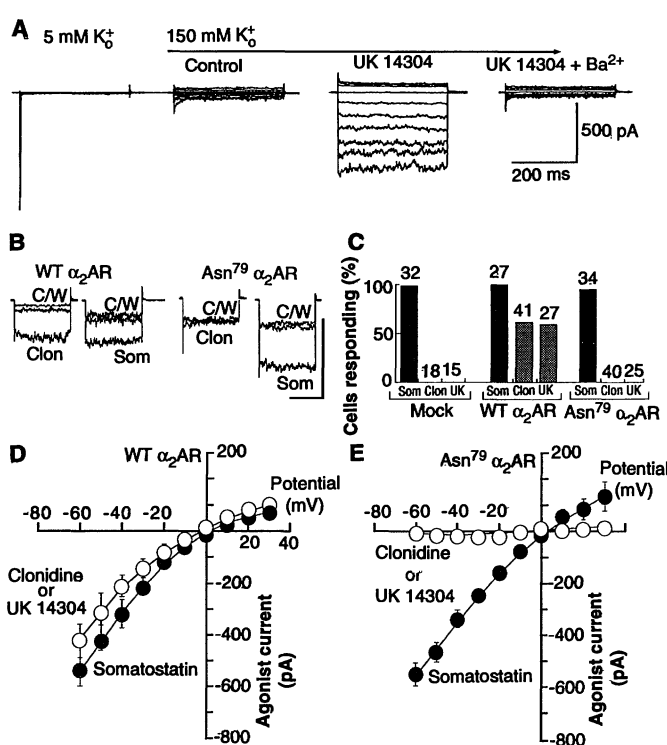 A
5 mM K⁺ₒ
150 mM K⁺ₒ
Control
UK 14304
UK 14304 + Ba²⁺
500 pA
200 ms
B
WT α₂AR
Asn⁷⁹ α₂AR
C/W
C/W
C/W
C/W
Clon
Som
Clon
Som
C
Cells responding (%)
100
50
0
32
18 15
27
41
27
34
40 25
Som Clon UK
Som Clon UK
Som Clon UK
Mock
WT α₂AR
Asn⁷⁹ α₂AR
D
WT α₂AR
200
Potential
(mV)
-80 -60 -40 -20
20 40
-200
-400
-600
-800
Clonidine
or
UK 14304
Somatostatin
Agonist current
(pA)
E
Asn⁷⁹ α₂AR
200
Potential
(mV)
-80 -60 -40 -20
Clonidine
or
UK 14304
-200
-400
-600
-800
Somatostatin
Agonist current
(pA)